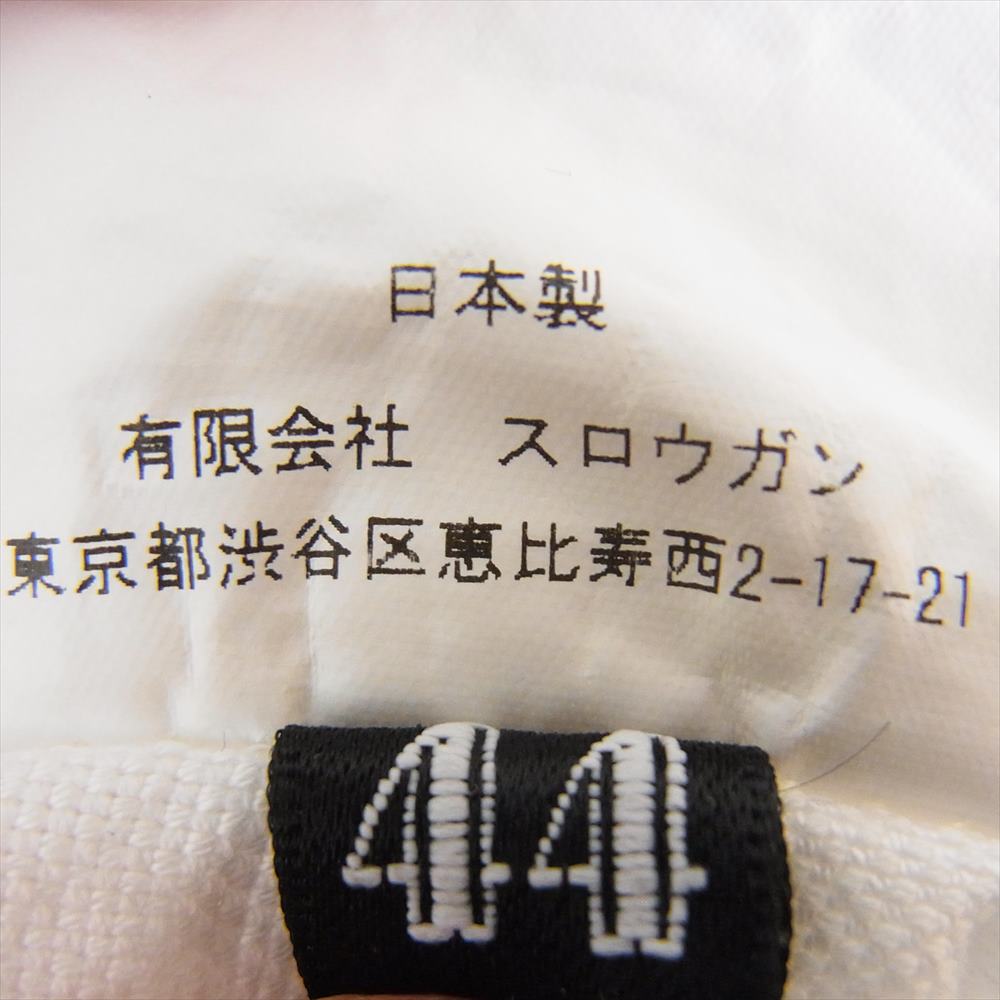 日本製
有限会社　スロウガン
東京都渋谷区恵比寿西2-17-21
44